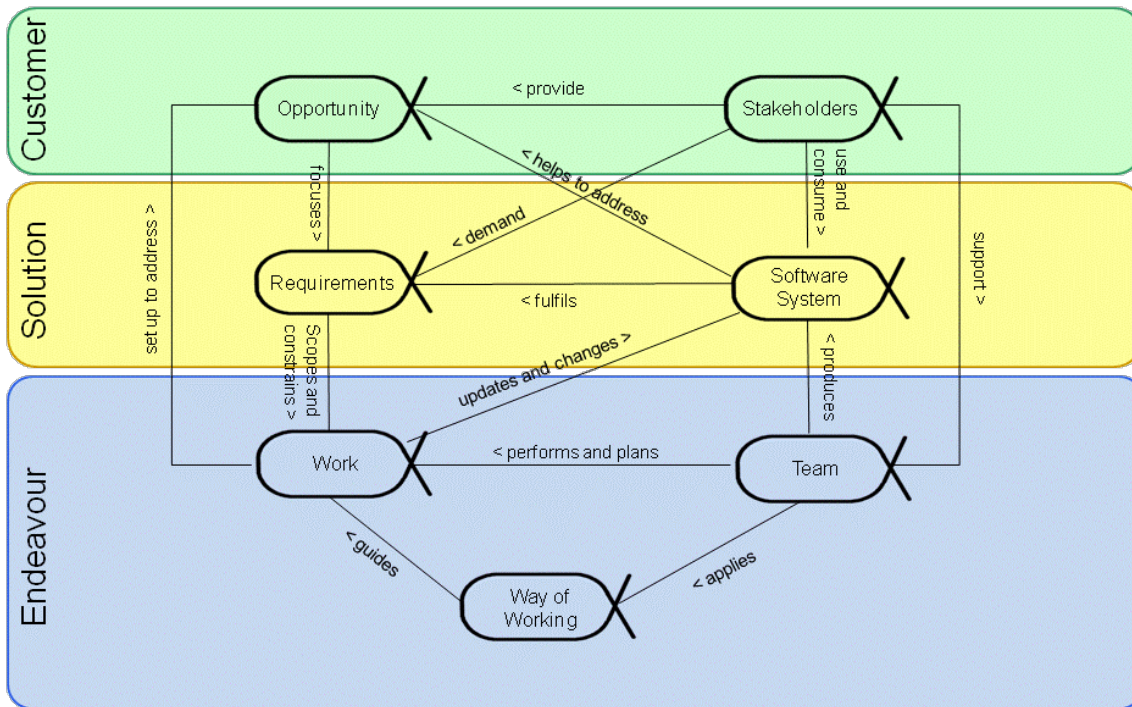 Customer
Opportunity
< provide
Stakeholders
focuses >
< helps to address
< demand
use and
consume >
Solution
set up to address <
Requirements
< fulfils
Software
System
support >
Scopes and
constrains >
updates and changes >
< produces
Endeavour
Work
< performs and plans
Team
< guides
< applies
Way of
Working